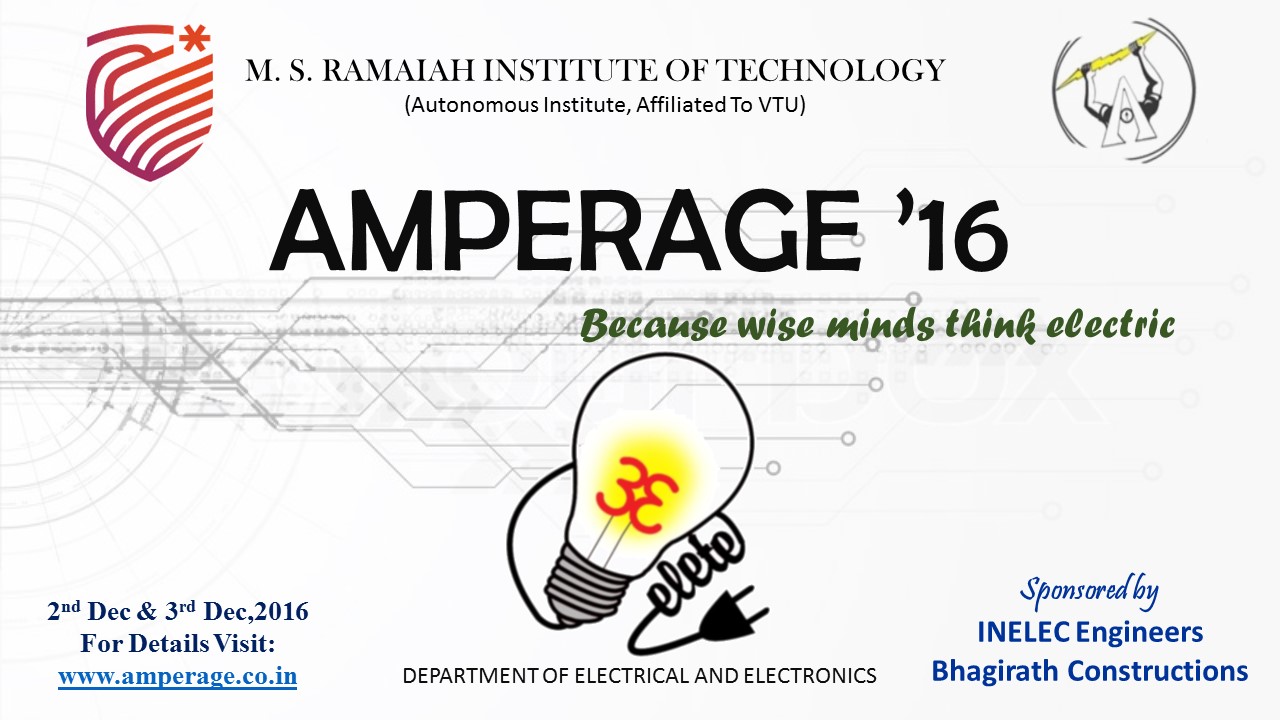 M. S. RAMAIAH INSTITUTE OF TECHNOLOGY
(Autonomous Institute, Affiliated To VTU)
A
AMPERAGE ’16
Because wise minds think electric
3E
elete
2nd Dec & 3rd Dec,2016
For Details Visit:
www.amperage.co.in
DEPARTMENT OF ELECTRICAL AND ELECTRONICS
Sponsored by
INELEC Engineers
Bhagirath Constructions